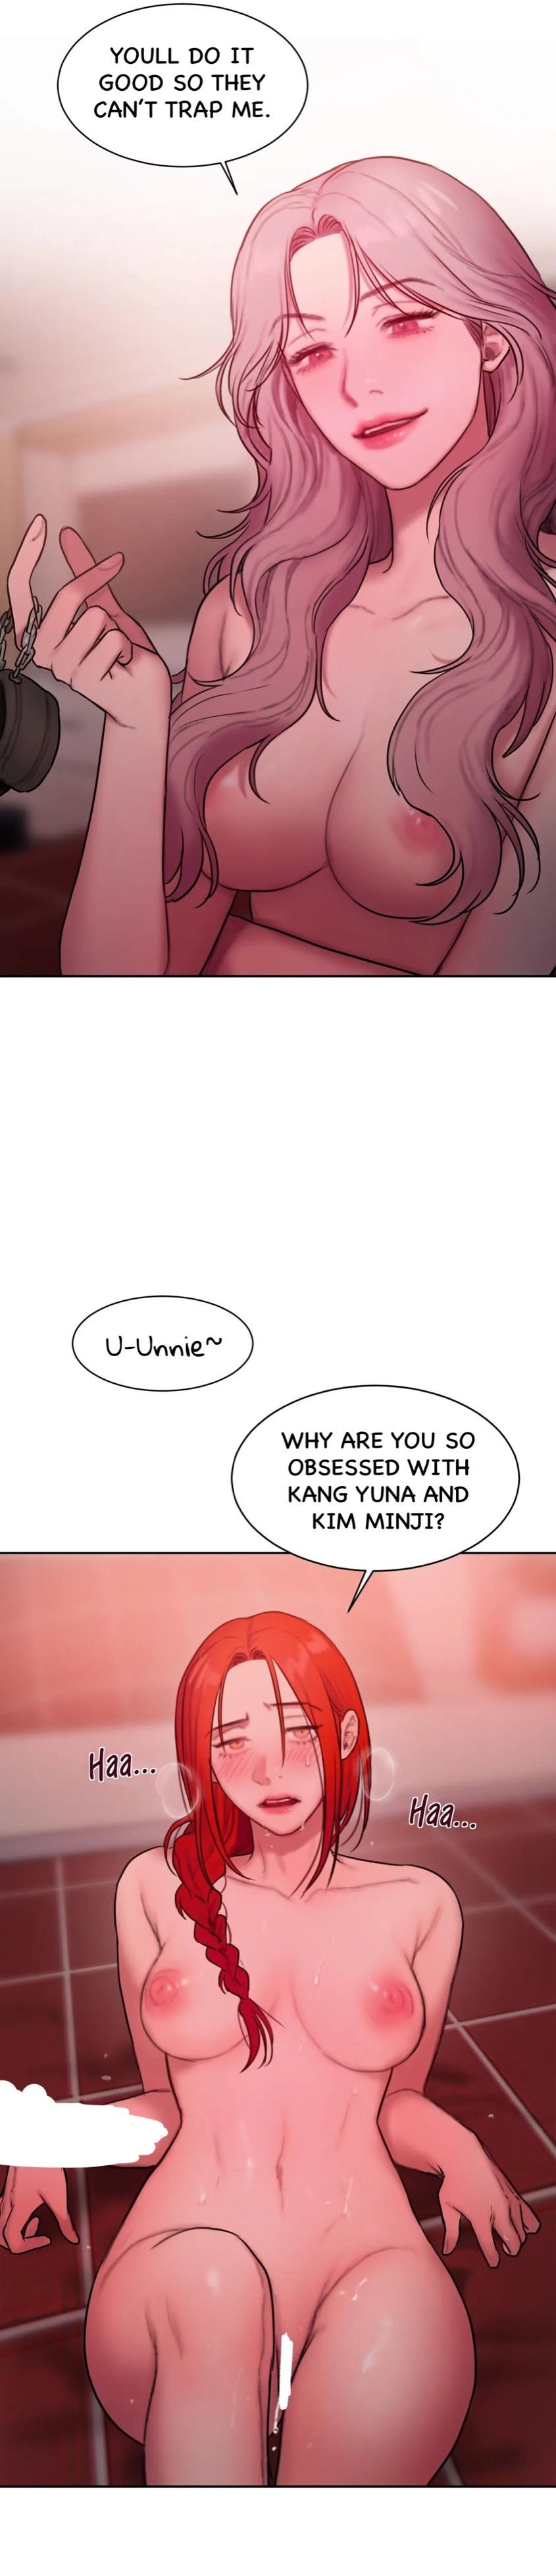 YOULL DO IT
GOOD SO THEY
CAN'T TRAP ME.
U-Unnie~
WHY ARE YOU SO
OBSESSED WITH
KANG YUNA AND
KIM MINJI?
Haa...
Haa...